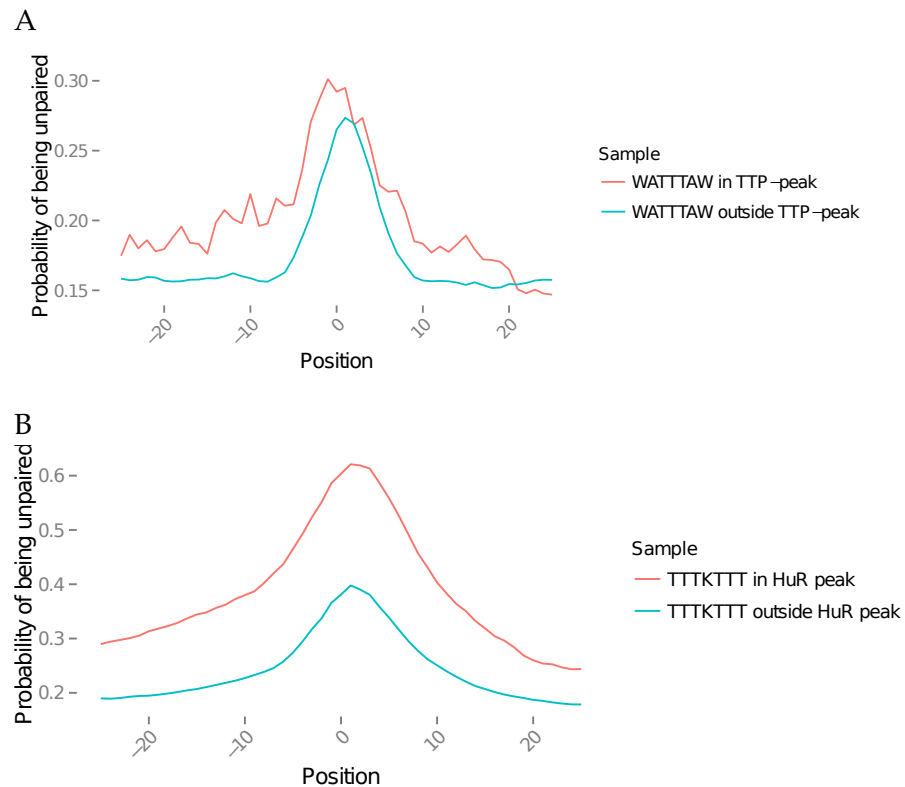 A
Probability of being unpaired
0.30
0.25
0.20
0.15
−20
−10
0
10
20
Position
Sample
WATTTAW in TTP−peak
WATTTAW outside TTP−peak
B
Probability of being unpaired
0.6
0.5
0.4
0.3
0.2
−20
−10
0
10
20
Position
Sample
TTTKTTT in HuR peak
TTTKTTT outside HuR peak